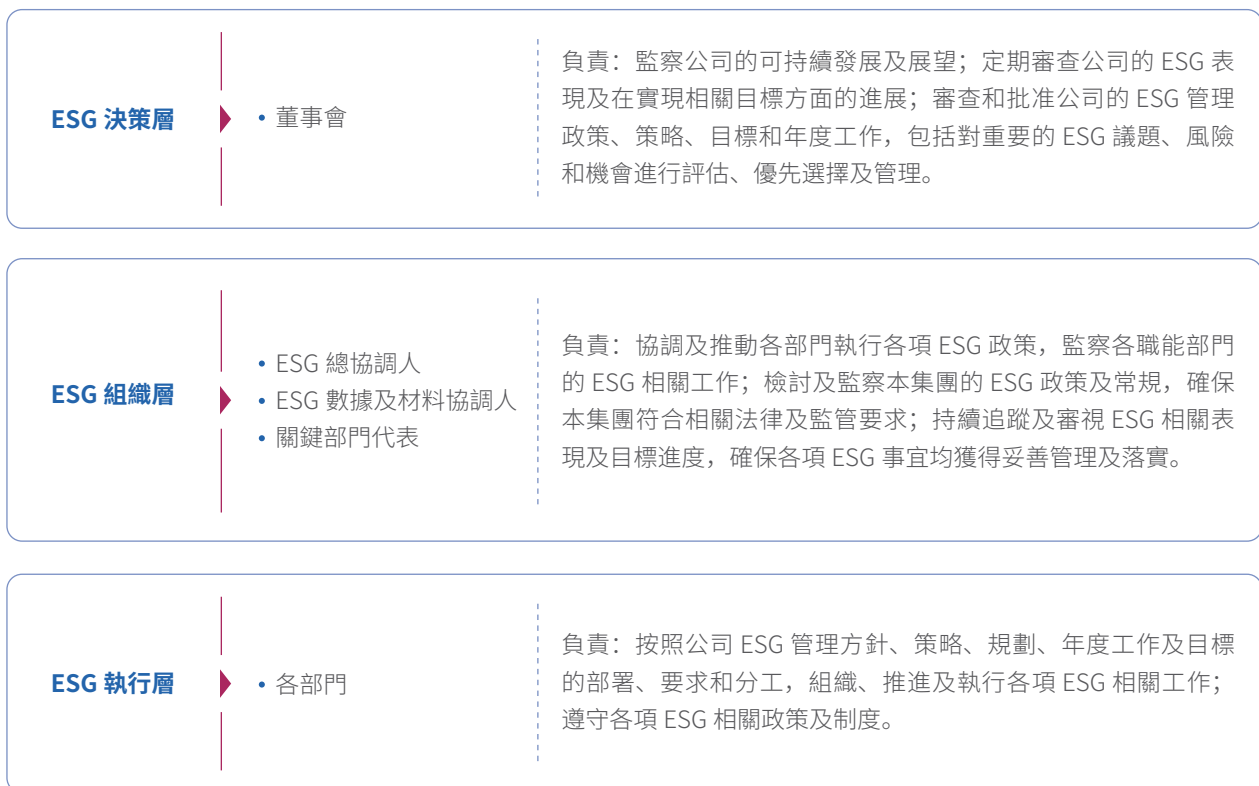 ESG 決策層
• 董事會
負責：監察公司的可持續發展及展望；定期審查公司的 ESG 表
現及在實現相關目標方面的進展；審查和批准公司的 ESG 管理
政策、策略、目標和年度工作，包括對重要的 ESG 議題、風險
和機會進行評估、優先選擇及管理。
ESG 組織層
• ESG 總協調人
• ESG 數據及材料協調人
• 關鍵部門代表
負責：協調及推動各部門執行各項 ESG 政策，監察各職能部門
的 ESG 相關工作；檢討及監察本集團的 ESG 政策及常規，確保
本集團符合相關法律及監管要求；持續追蹤及審視 ESG 相關表
現及目標進度，確保各項 ESG 事宜均獲得妥善管理及落實。
ESG 執行層
• 各部門
負責：按照公司 ESG 管理方針、策略、規劃、年度工作及目標
的部署、要求和分工，組織、推進及執行各項 ESG 相關工作；
遵守各項 ESG 相關政策及制度。